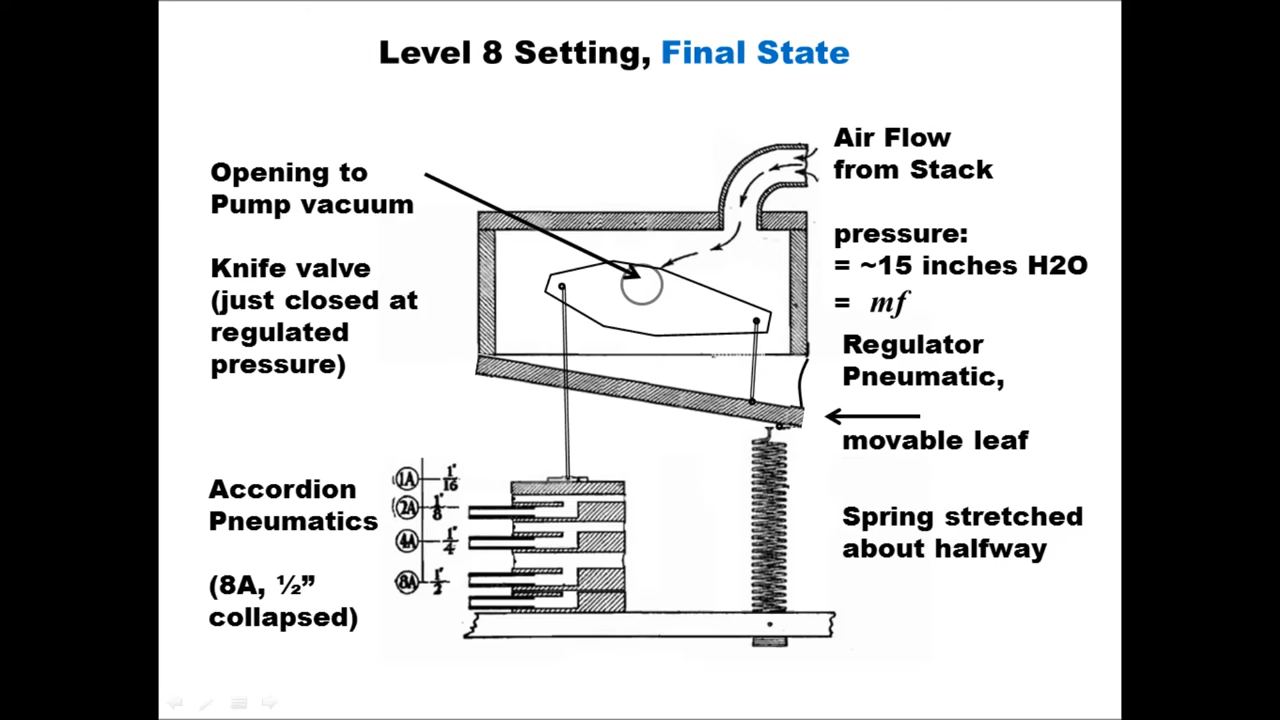 Level 8 Setting, Final State
Opening to
Pump vacuum
Knife valve
(just closed at
regulated
pressure)
Air Flow
from Stack
pressure:
= ~15 inches H2O
= mf
Regulator
Pneumatic,
movable leaf
Accordion
Pneumatics
(8A, ½”
collapsed)
1A 1" 16
2A 1" 8
4A 1" 4
8A 1" 2
Spring stretched
about halfway